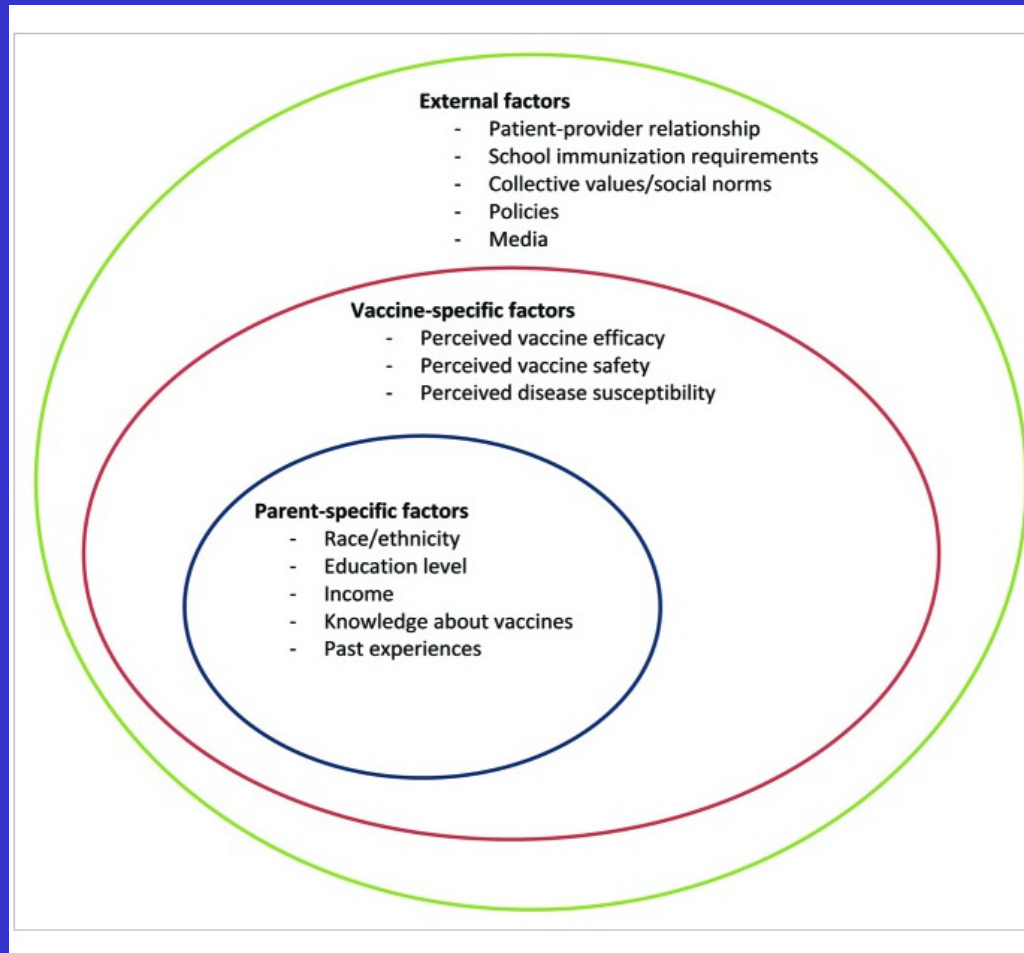 External factors
- Patient-provider relationship
- School immunization requirements
- Collective values/social norms
- Policies
- Media
Vaccine-specific factors
- Perceived vaccine efficacy
- Perceived vaccine safety
- Perceived disease susceptibility
Parent-specific factors
- Race/ethnicity
- Education level
- Income
- Knowledge about vaccines
- Past experiences